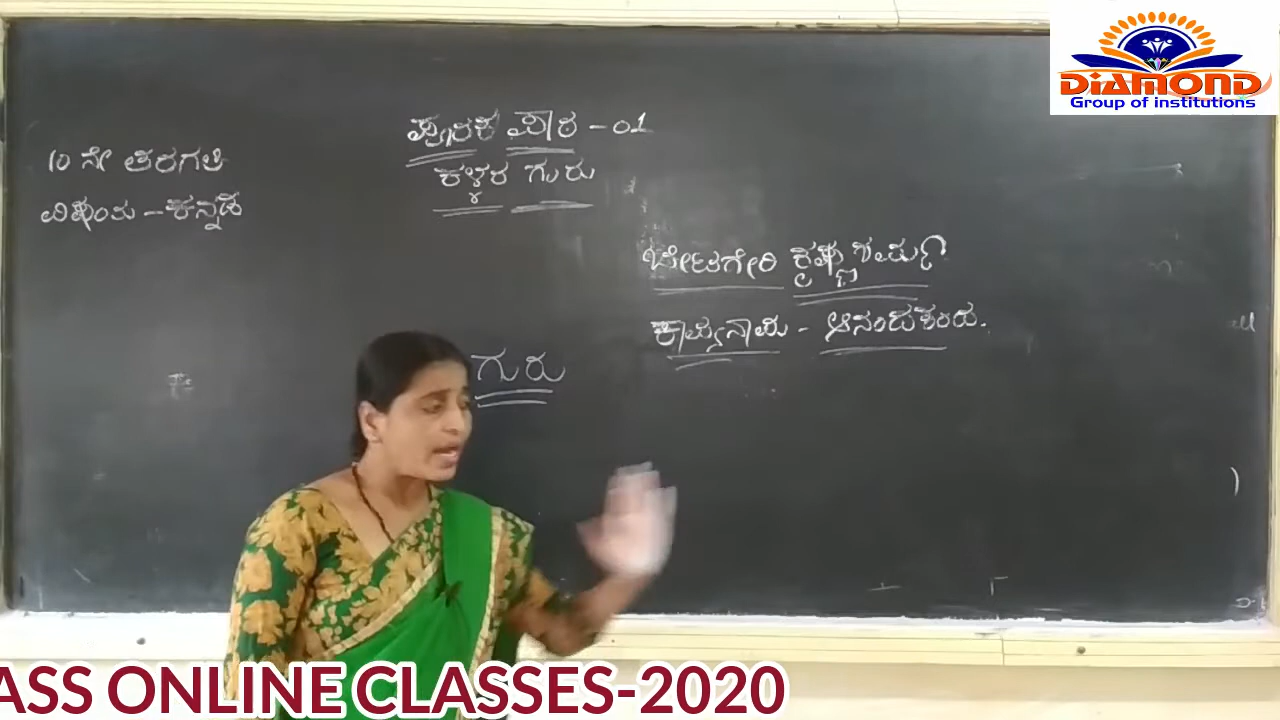 DiAMOND
Group of institutions
ಪೂರಕ ಪಾಠ - 01
ಕಳ್ಳರ ಗುರು
10 ನೇ ತರಗತಿ
ವಿಷಯ - ಕನ್ನಡ
ಬೇಟಗೇರಿ ಕೃಷ್ಣಶರ್ಮ
ಕಾವ್ಯನಾಮ - ಆನಂದಕಂದ.
ಗುರು
ASS ONLINE CLASSES-2020